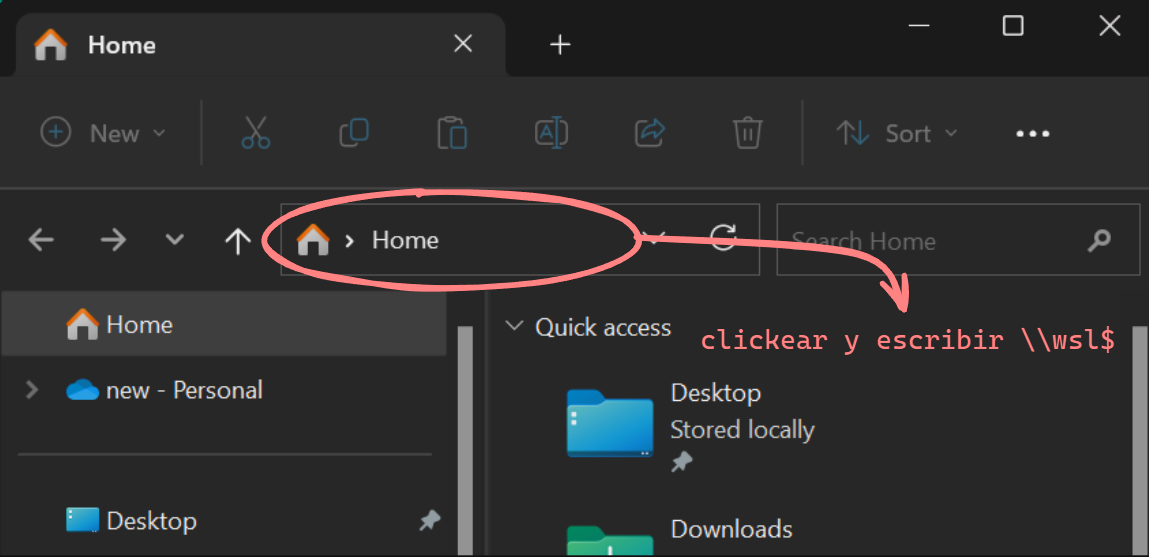 Home
New
Sort
Home
Search Home
Home
Quick access
clickear y escribir \\wsl$
new - Personal
Desktop
Stored locally
Desktop
Downloads